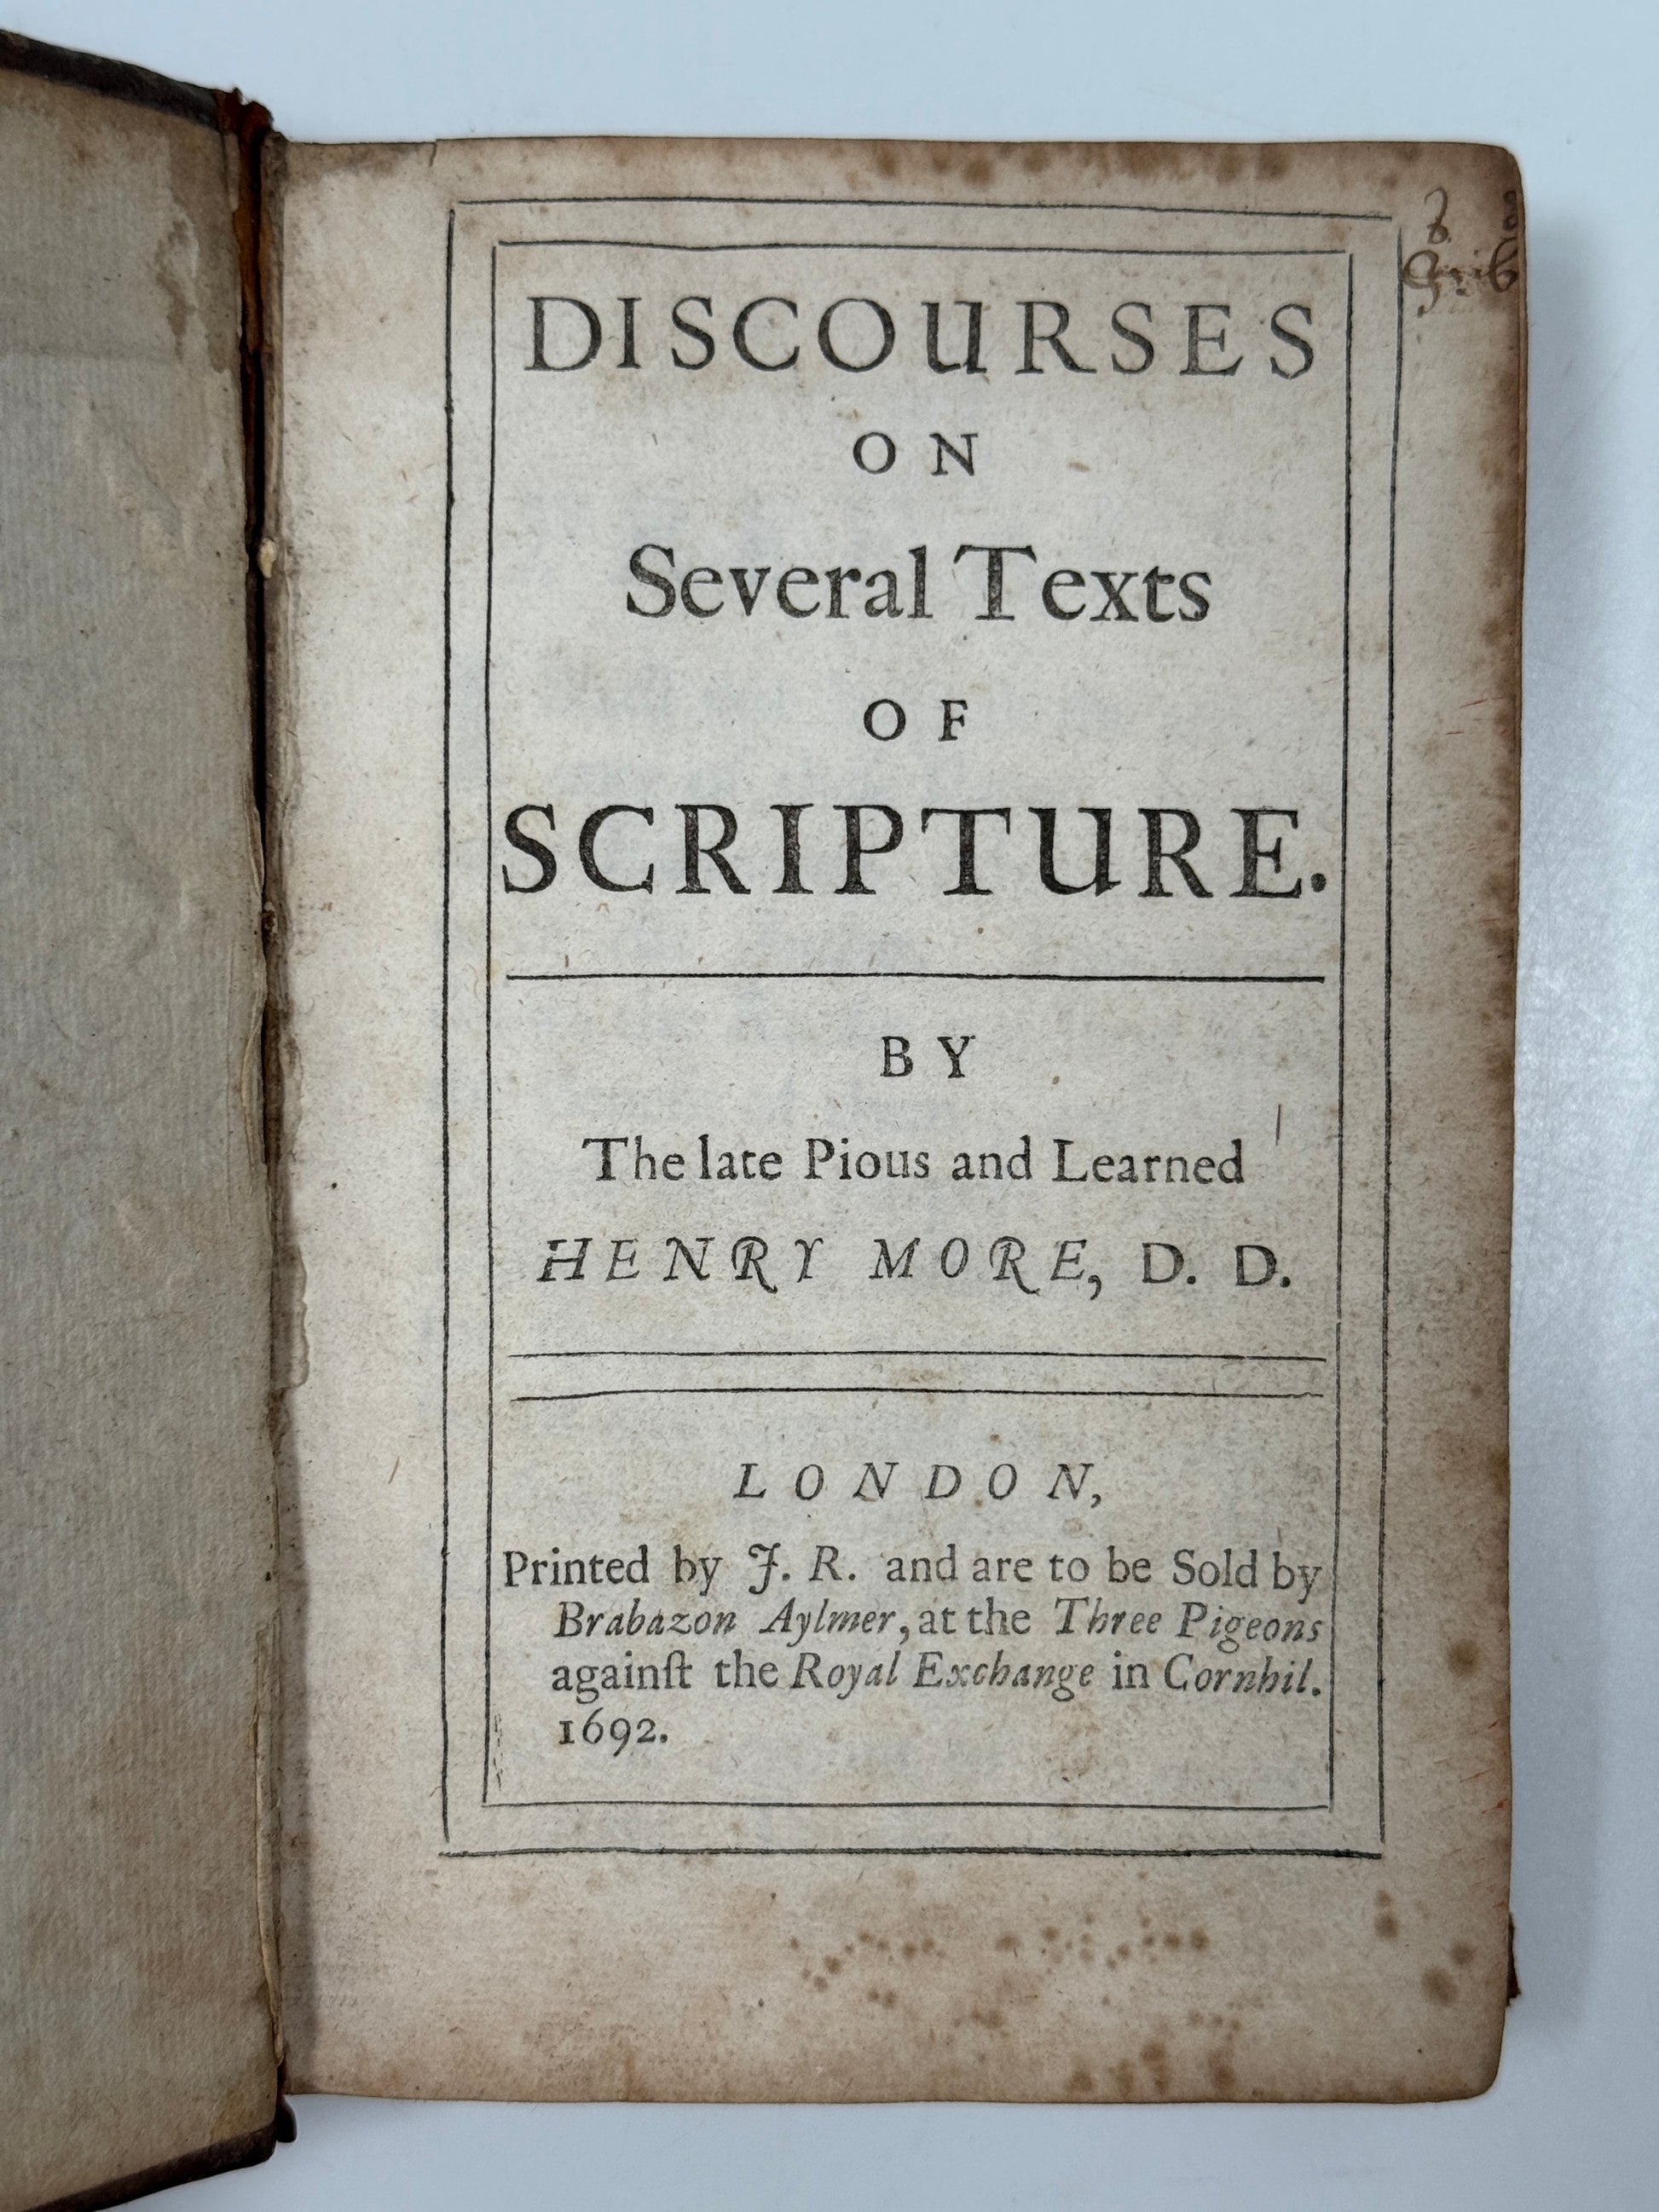 DISCOURSES
ON
Several Texts
OF
SCRIPTURE.
BY
The late Pious and Learned
HENRY MORE, D. D.
LONDON,
Printed by J. R. and are to be Sold by
Brabazon Aylmer, at the Three Pigeons
againſt the Royal Exchange in Cornhil.
1692.